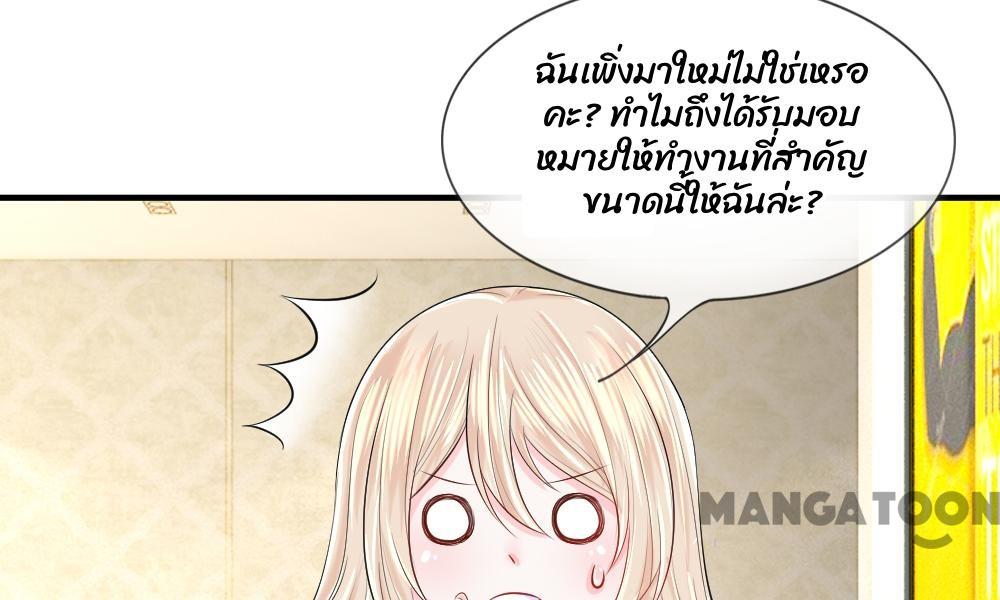 ฉันเพิ่งมาใหม่ไม่ใช่เหรอ
คะ? ทำไมถึงได้รับมอบ
หมายให้ทำงานที่สำคัญ
ขนาดนี้ให้ฉันล่ะ?
MANGATOON